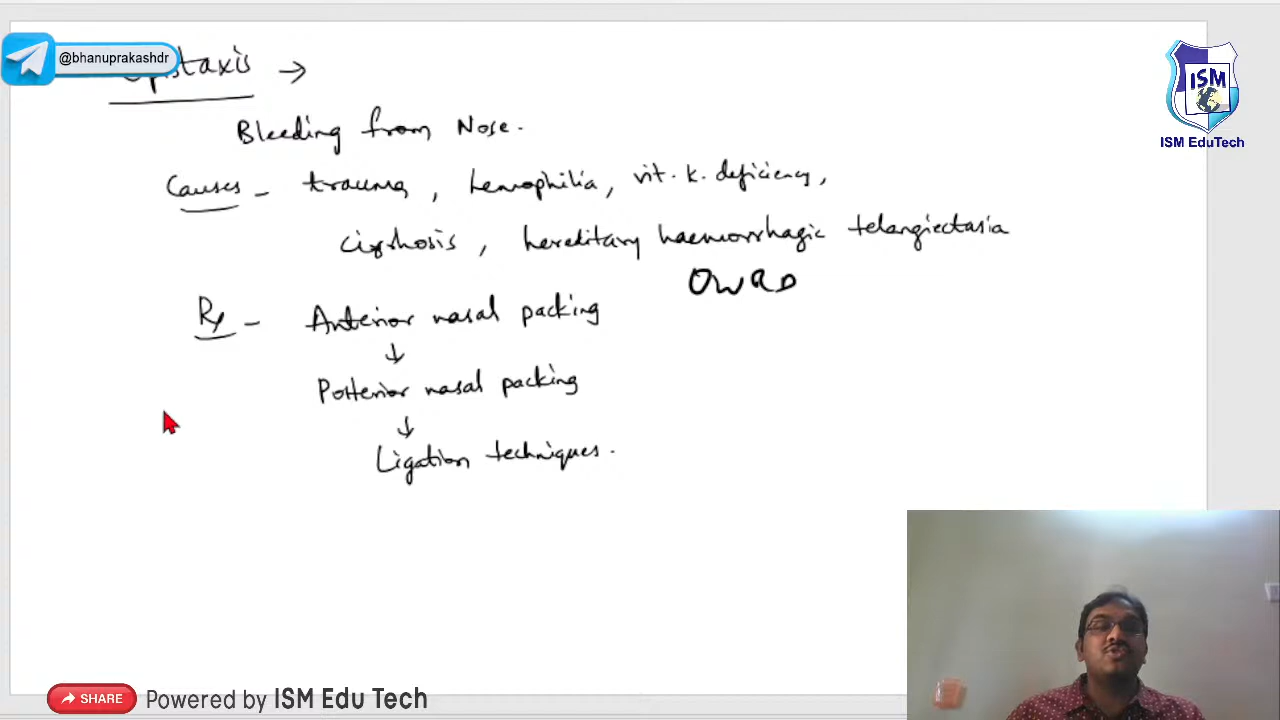 @bhanuprakashdr
Epistaxis →
ISM
ISM EduTech
Bleeding from Nose.
Causes - trauma, hemophilia, vit. k. deficiency,
cirrhosis, hereditary haemorrhagic telangiectasia
Rx - Anterior nasal packing
↓
Posterior nasal packing
↓
Ligation techniques.
SHARE Powered by ISM Edu Tech